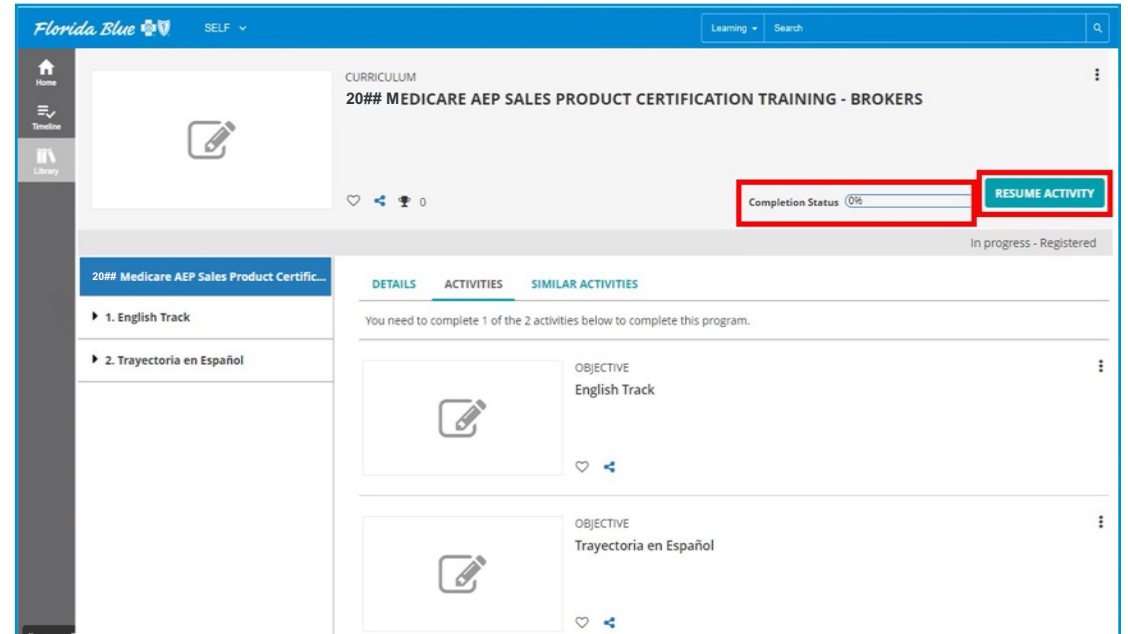 Florida Blue
SELF
Learning
Search
Home
Timeline
Library
CURRICULUM
20## MEDICARE AEP SALES PRODUCT CERTIFICATION TRAINING - BROKERS
0
Completion Status 0%
RESUME ACTIVITY
In progress - Registered
20## Medicare AEP Sales Product Certific...
1. English Track
2. Trayectoria en Español
DETAILS ACTIVITIES SIMILAR ACTIVITIES
You need to complete 1 of the 2 activities below to complete this program.
OBJECTIVE
English Track
OBJECTIVE
Trayectoria en Español